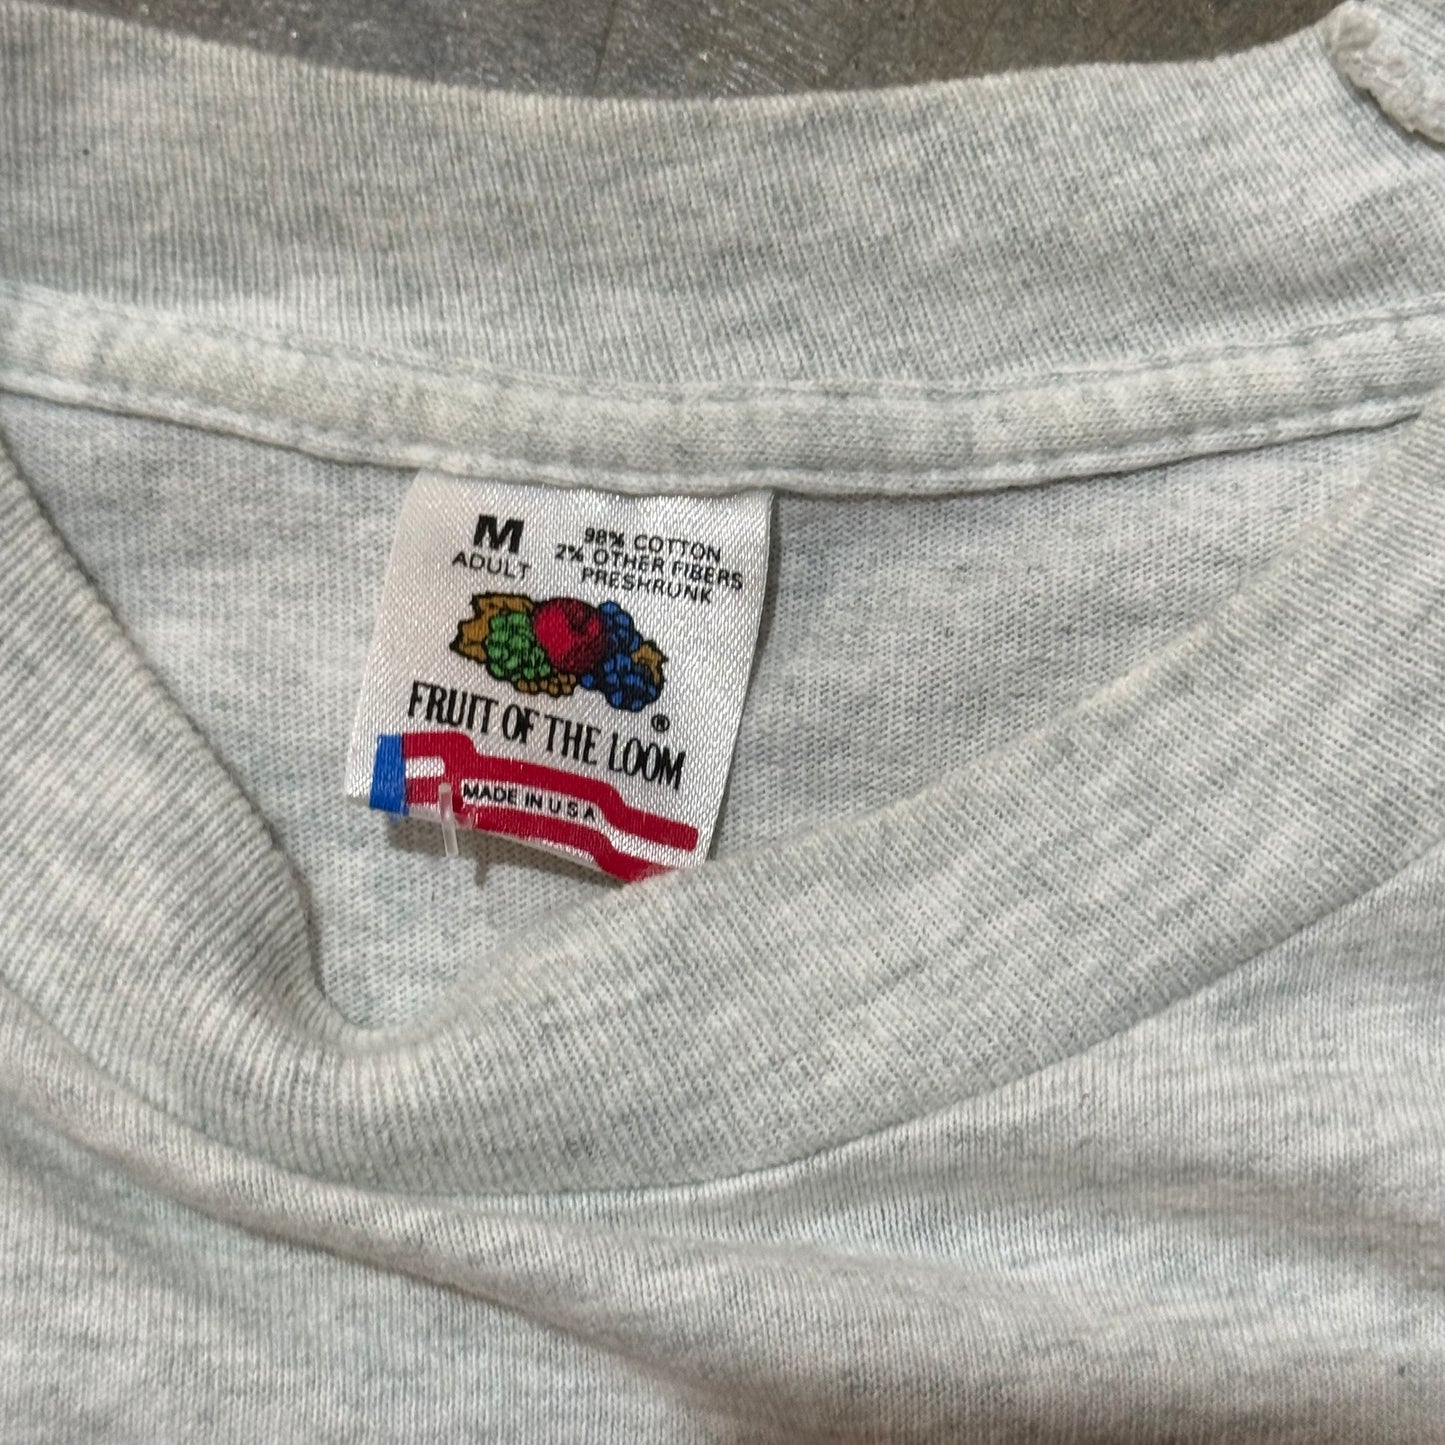 M
ADULT
98% COTTON
2% OTHER FIBERS
PRESHRUNK
FRUIT OF THE LOOM®
MADE IN U S A